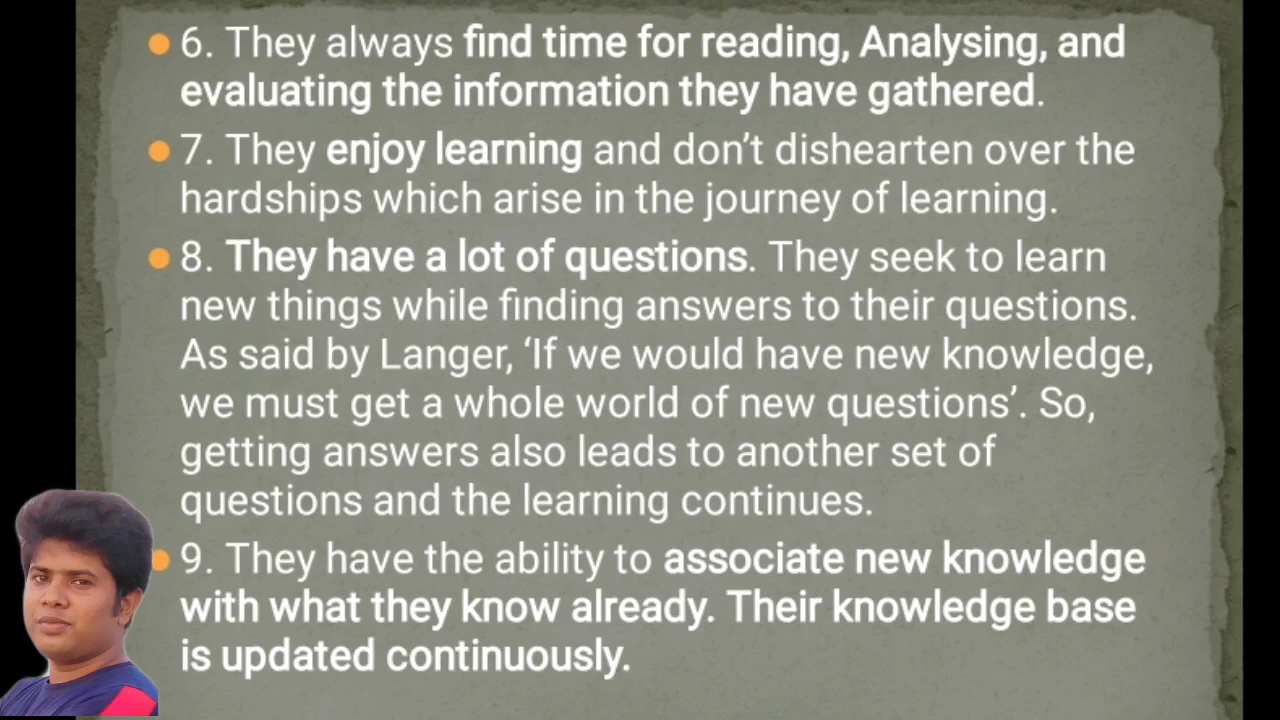 6. They always find time for reading, Analysing, and
evaluating the information they have gathered.
7. They enjoy learning and don't dishearten over the
hardships which arise in the journey of learning.
8. They have a lot of questions. They seek to learn
new things while finding answers to their questions.
As said by Langer, ‘If we would have new knowledge,
we must get a whole world of new questions’. So,
getting answers also leads to another set of
questions and the learning continues.
9. They have the ability to associate new knowledge
with what they know already. Their knowledge base
is updated continuously.